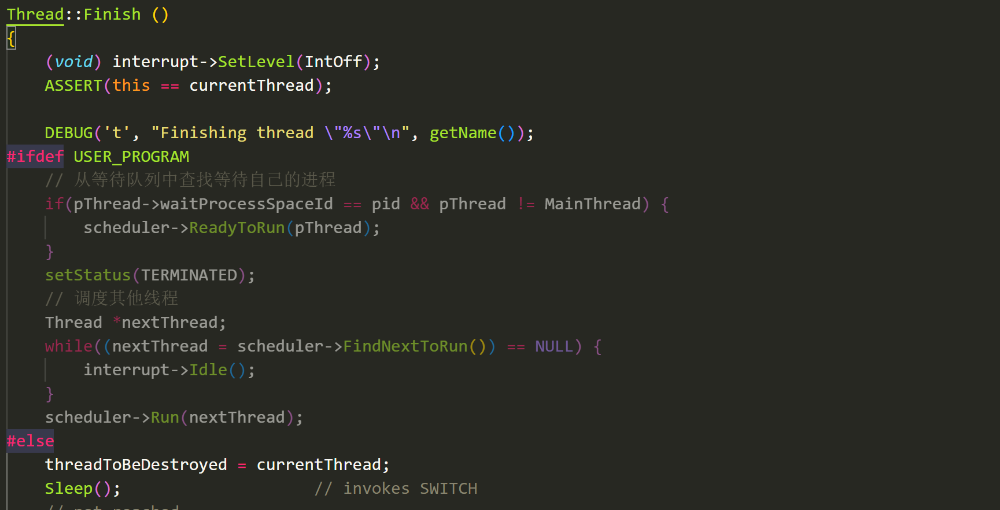 Thread::Finish ()
{
    (void) interrupt->SetLevel(IntOff);
    ASSERT(this == currentThread);

    DEBUG('t', "Finishing thread \"%s\"\n", getName());
#ifdef USER_PROGRAM
    // 从等待队列中查找等待自己的进程
    if(pThread->waitProcessSpaceId == pid && pThread != MainThread) {
        scheduler->ReadyToRun(pThread);
    }
    setStatus(TERMINATED);
    // 调度其他线程
    Thread *nextThread;
    while((nextThread = scheduler->FindNextToRun()) == NULL) {
        interrupt->Idle();
    }
    scheduler->Run(nextThread);
#else
    threadToBeDestroyed = currentThread;
    Sleep();                    // invokes SWITCH
    // not reached